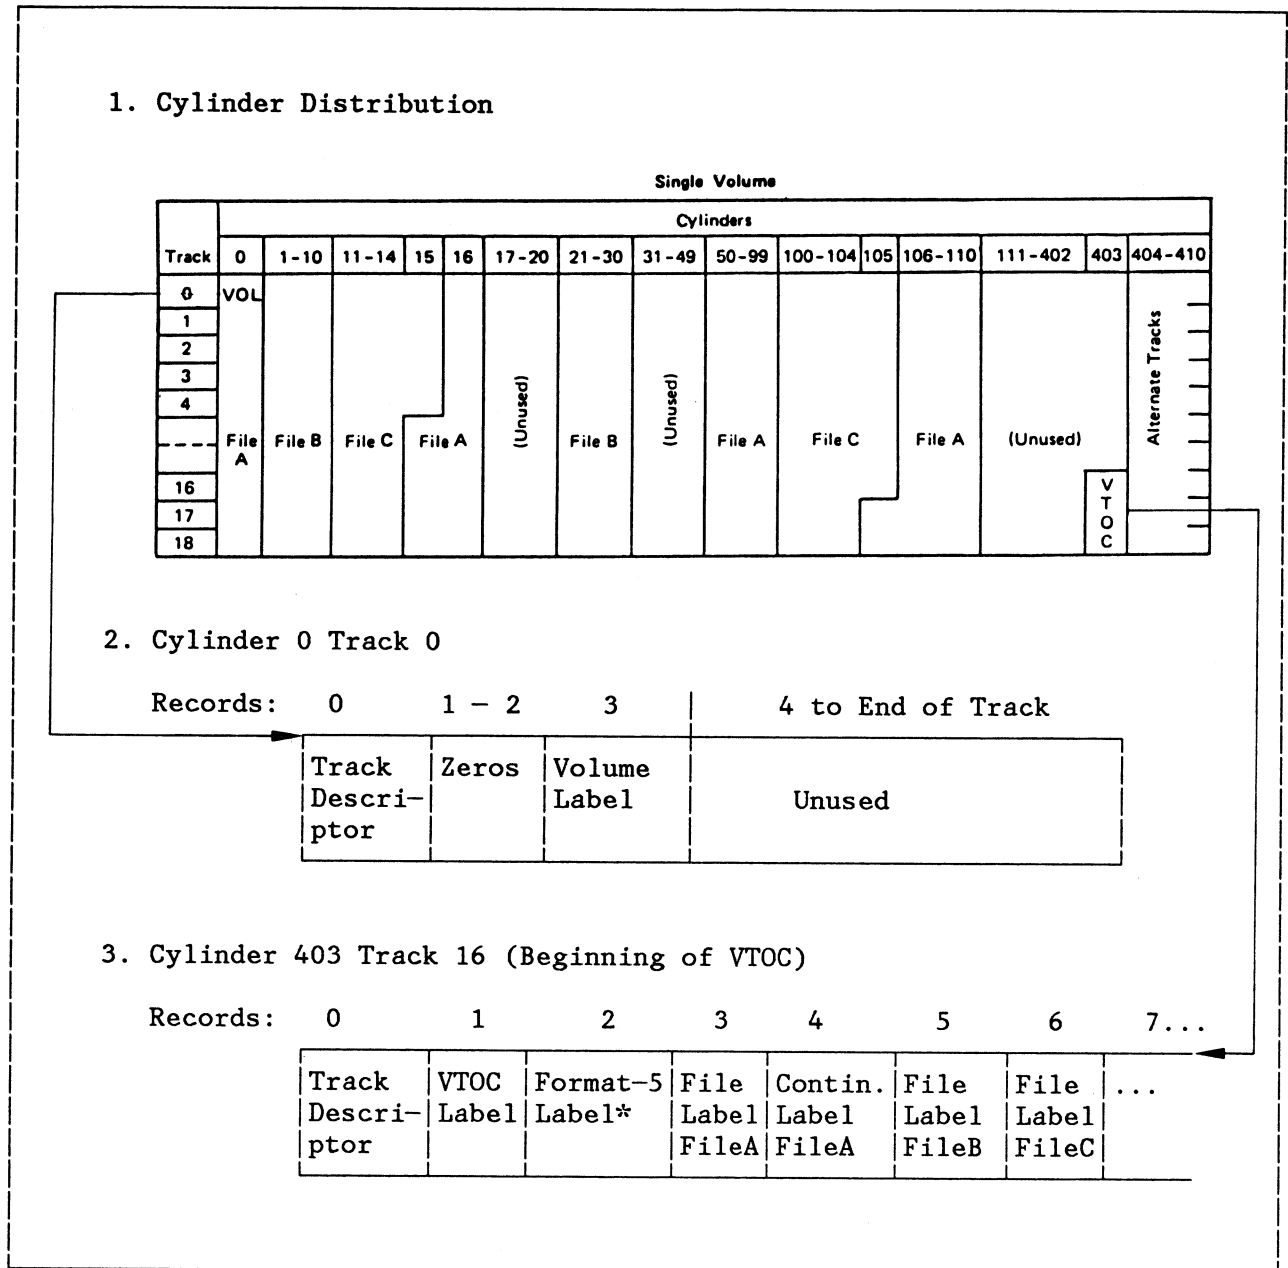 1. Cylinder Distribution
Single Volume
Cylinders
Track 0 1-10 11-14 15 16 17-20 21-30 31-49 50-99 100-104 105 106-110 111-402 403 404-410
0 VOL
1
2
3
4
---- File A File B File C File A (Unused) File B (Unused) File A File C File A (Unused) Alternate Tracks
16
17
18
VTOC
2. Cylinder 0 Track 0
Records: 0 1 - 2 3 4 to End of Track
Track Zeros Volume
Descri- Label Unused
ptor
3. Cylinder 403 Track 16 (Beginning of VTOC)
Records: 0 1 2 3 4 5 6 7...
Track VTOC Format-5 File Contin. File File ...
Descri- Label Label* Label Label Label Label
ptor FileA FileA FileB FileC